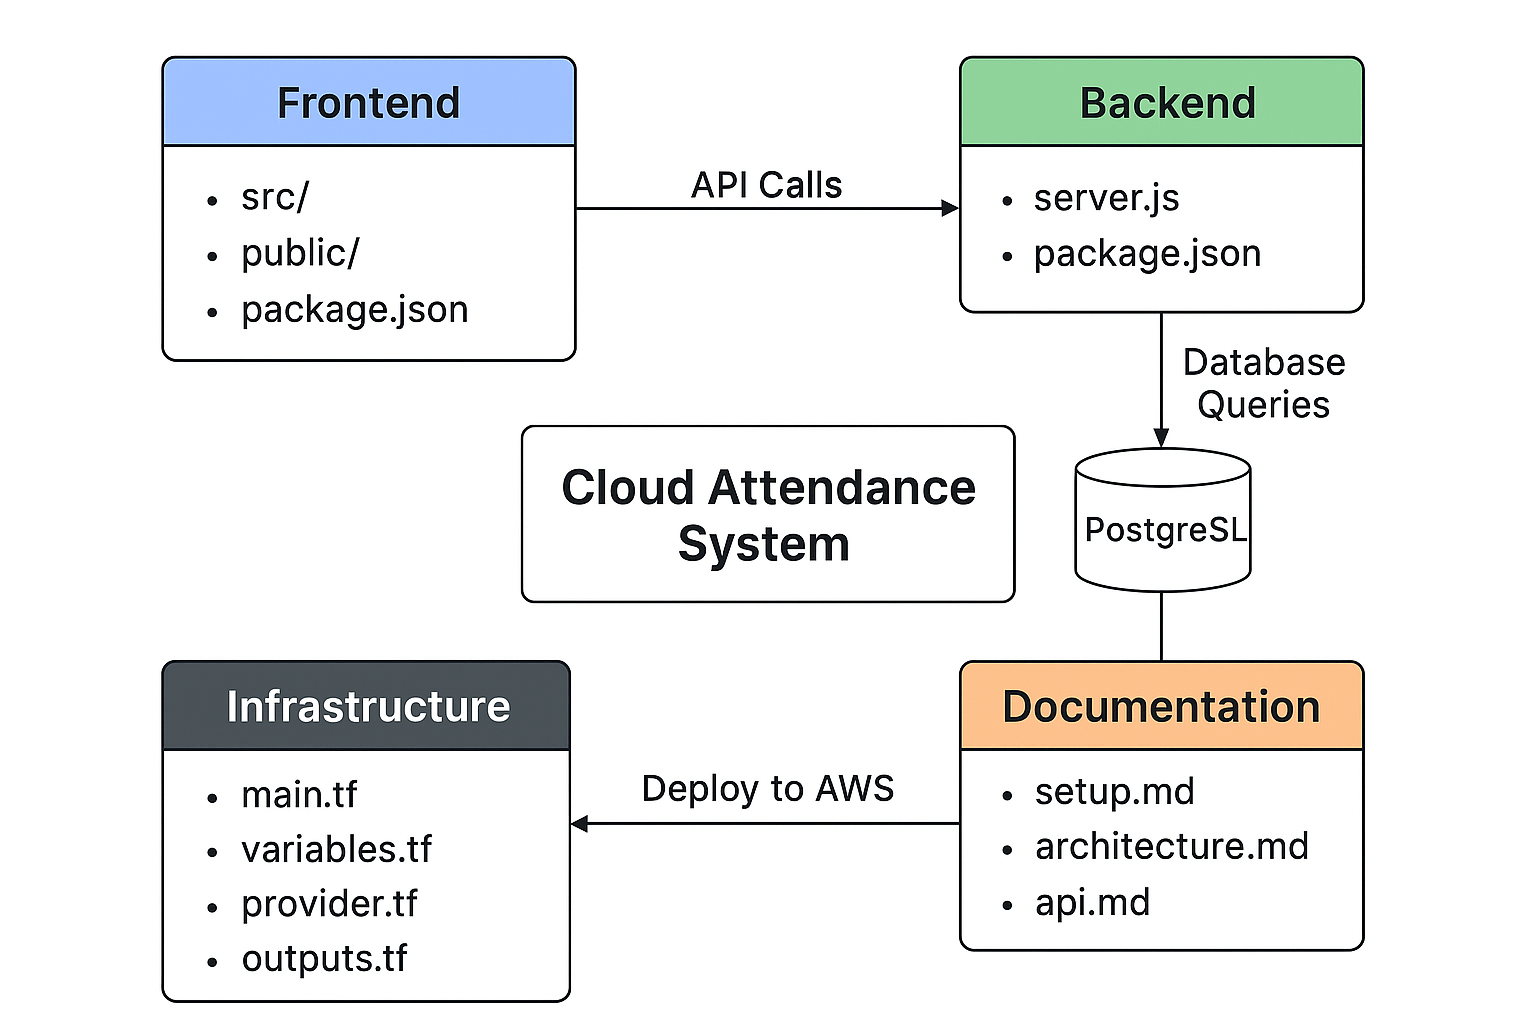 Frontend
• src/
• public/
• package.json
API Calls
Backend
• server.js
• package.json
Database
Queries
Cloud Attendance
System
PostgreSL
Infrastructure
• main.tf
• variables.tf
• provider.tf
• outputs.tf
Deploy to AWS
Documentation
• setup.md
• architecture.md
• api.md